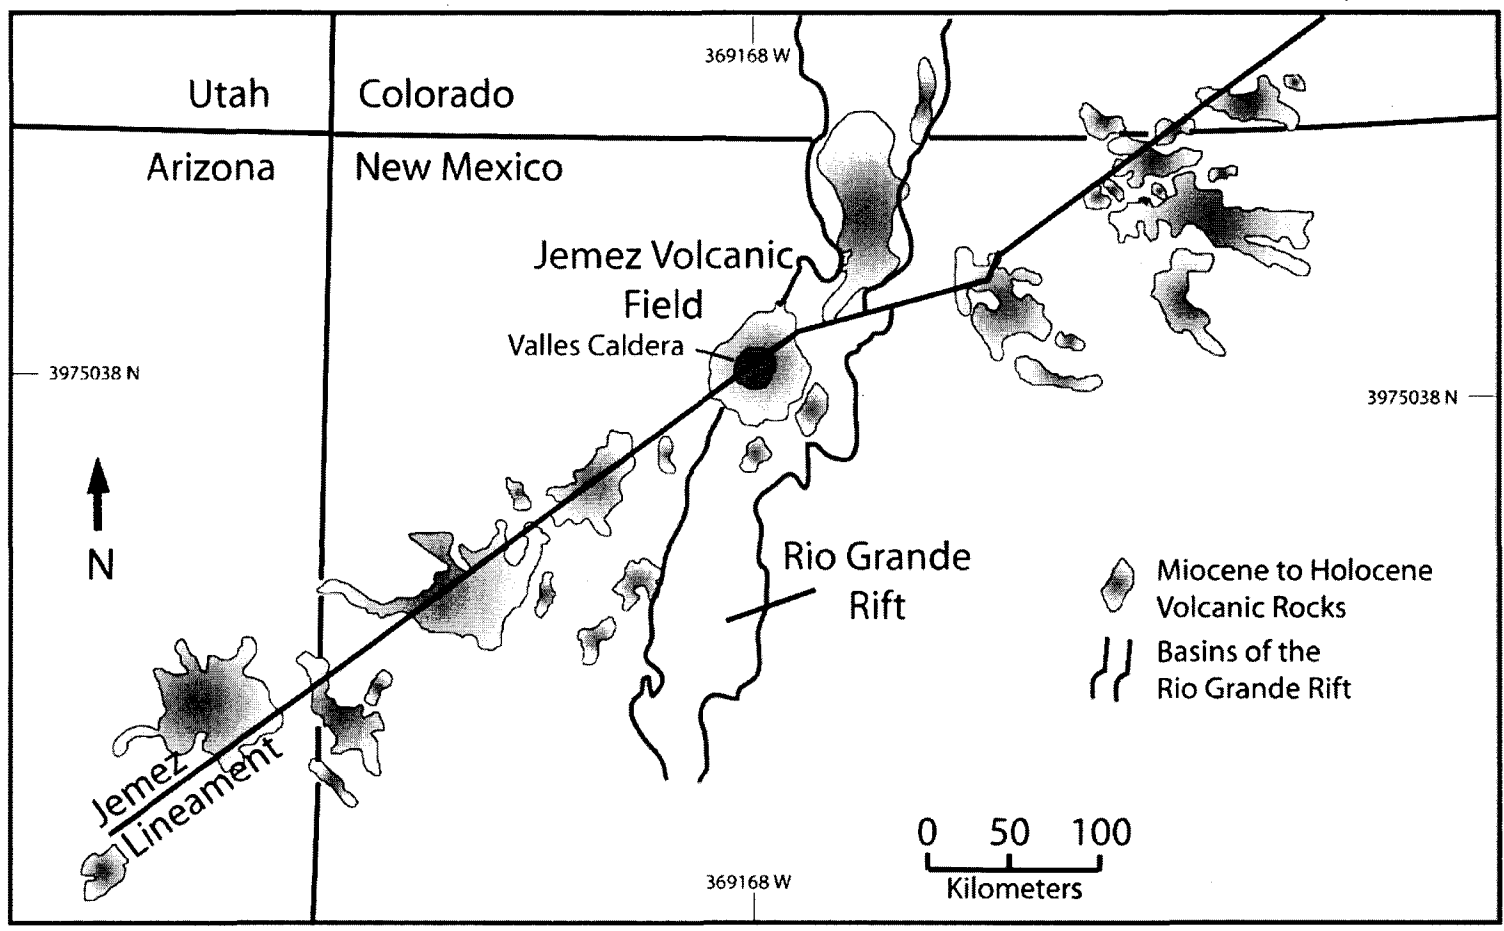 369168 W
Utah
Colorado
Arizona
New Mexico
Jemez Volcanic
Field
Valles Caldera
3975038 N
3975038 N
N
Rio Grande
Rift
Miocene to Holocene
Volcanic Rocks
Basins of the
Rio Grande Rift
Jemez
Lineament
0 50 100
Kilometers
369168 W